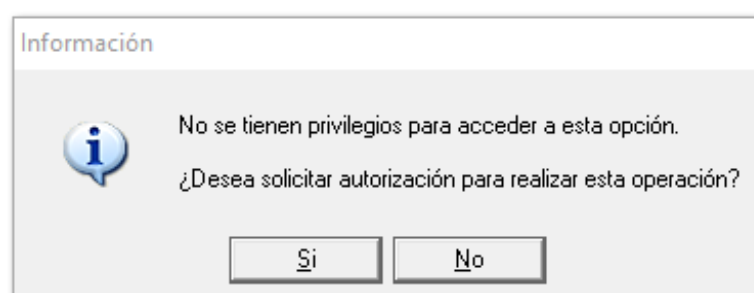 Información
No se tienen privilegios para acceder a esta opción.
¿Desea solicitar autorización para realizar esta operación?
Si
No